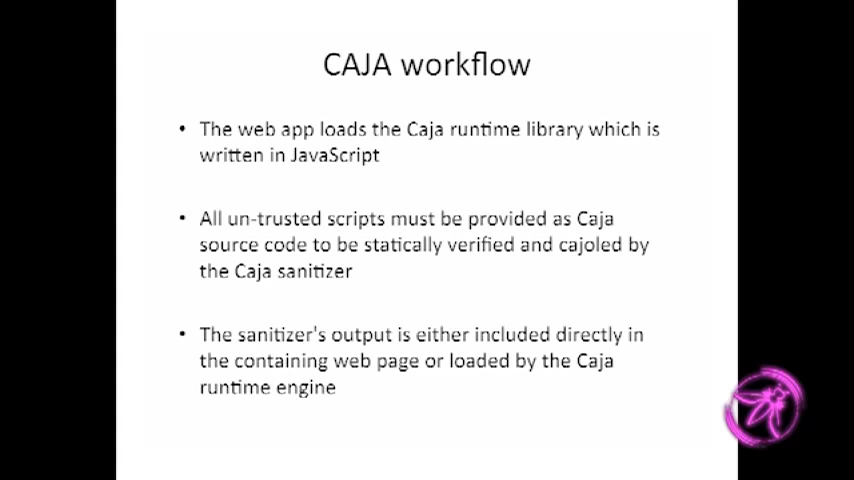 CAJA workflow
• The web app loads the Caja runtime library which is
written in JavaScript
• All un-trusted scripts must be provided as Caja
source code to be statically verified and cajoled by
the Caja sanitizer
• The sanitizer's output is either included directly in
the containing web page or loaded by the Caja
runtime engine